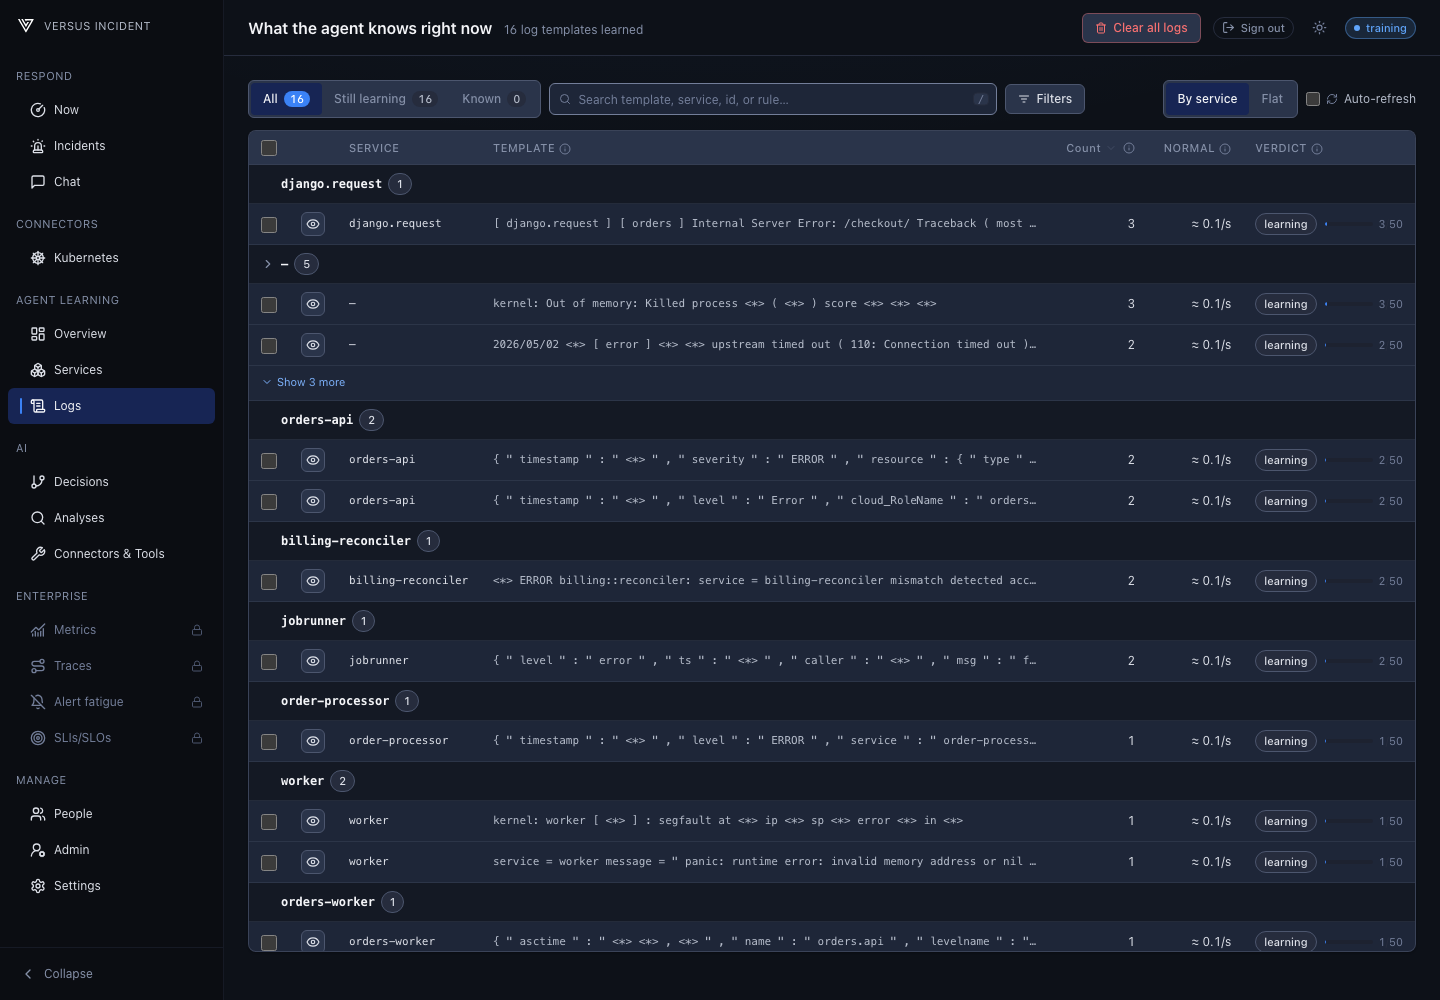 VERSUS INCIDENT
What the agent knows right now
16 log templates learned
Clear all logs
Sign out
training
RESPOND
Now
Incidents
Chat
CONNECTORS
Kubernetes
AGENT LEARNING
Overview
Services
Logs
AI
Decisions
Analyses
Connectors & Tools
ENTERPRISE
Metrics
Traces
Alert fatigue
SLIs/SLOs
MANAGE
People
Admin
Settings
Collapse
All 16
Still learning 16
Known 0
Search template, service, id, or rule...
/
Filters
By service
Flat
Auto-refresh
SERVICE TEMPLATE Count NORMAL VERDICT
django.request 1
django.request [ django.request ] [ orders ] Internal Server Error: /checkout/ Traceback ( most … 3 ≈ 0.1/s learning 3 50
— 5
— kernel: Out of memory: Killed process <*> ( <*> ) score <*> <*> <*> 3 ≈ 0.1/s learning 3 50
— 2026/05/02 <*> [ error ] <*> <*> upstream timed out ( 110: Connection timed out )… 2 ≈ 0.1/s learning 2 50
Show 3 more
orders-api 2
orders-api { " timestamp " : " <*> " , " severity " : " ERROR " , " resource " : { " type " … 2 ≈ 0.1/s learning 2 50
orders-api { " timestamp " : " <*> " , " level " : " Error " , " cloud_RoleName " : " orders… 2 ≈ 0.1/s learning 2 50
billing-reconciler 1
billing-reconciler <*> ERROR billing::reconciler: service = billing-reconciler mismatch detected acc… 2 ≈ 0.1/s learning 2 50
jobrunner 1
jobrunner { " level " : " error " , " ts " : " <*> " , " caller " : " <*> " , " msg " : " f… 2 ≈ 0.1/s learning 2 50
order-processor 1
order-processor { " timestamp " : " <*> " , " level " : " ERROR " , " service " : " order-process… 1 ≈ 0.1/s learning 1 50
worker 2
worker kernel: worker [ <*> ] : segfault at <*> ip <*> sp <*> error <*> in <*> 1 ≈ 0.1/s learning 1 50
worker service = worker message = " panic: runtime error: invalid memory address or nil … 1 ≈ 0.1/s learning 1 50
orders-worker 1
orders-worker { " asctime " : " <*> <*> , <*> " , " name " : " orders.api " , " levelname " : "… 1 ≈ 0.1/s learning 1 50